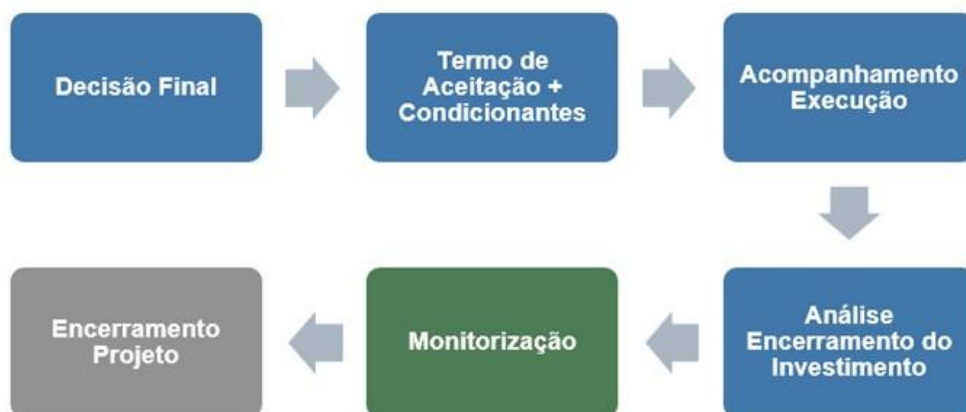 Decisão Final
Termo de
Aceitação +
Condicionantes
Acompanhamento
Execução
Análise
Encerramento do
Investimento
Monitorização
Encerramento
Projeto